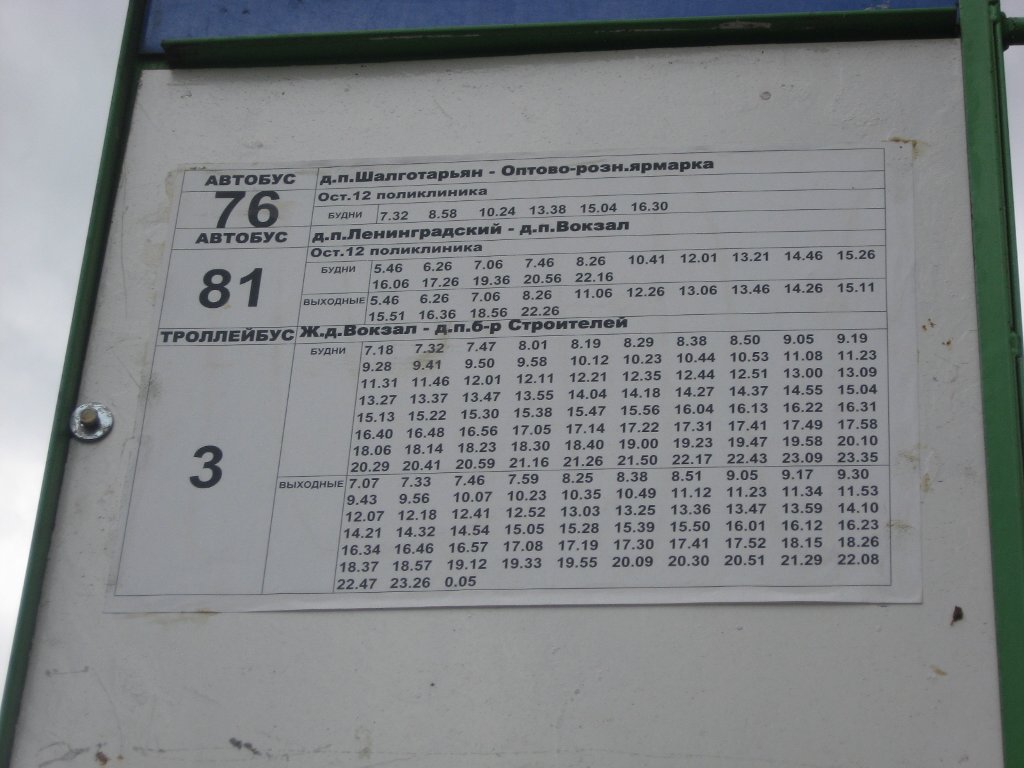 АВТОБУС
76
д.п.Шалготарьян - Оптово-розн.ярмарка
Ост.12 поликлиника
БУДНИ 7.32 8.58 10.24 13.38 15.04 16.30
АВТОБУС
81
д.п.Ленинградский - д.п.Вокзал
Ост.12 поликлиника
БУДНИ 5.46 6.26 7.06 7.46 8.26 10.41 12.01 13.21 14.46 15.26
16.06 17.26 19.36 20.56 22.16
ВЫХОДНЫЕ 5.46 6.26 7.06 8.26 11.06 12.26 13.06 13.46 14.26 15.11
15.51 16.36 18.56 22.26
ТРОЛЛЕЙБУС
3
Ж.д.Вокзал - д.п.б-р Строителей
БУДНИ 7.18 7.32 7.47 8.01 8.19 8.29 8.38 8.50 9.05 9.19
9.28 9.41 9.50 9.58 10.12 10.23 10.44 10.53 11.08 11.23
11.31 11.46 12.01 12.11 12.21 12.35 12.44 12.51 13.00 13.09
13.27 13.37 13.47 13.55 14.04 14.18 14.27 14.37 14.55 15.04
15.13 15.22 15.30 15.38 15.47 15.56 16.04 16.13 16.22 16.31
16.40 16.48 16.56 17.05 17.14 17.22 17.31 17.41 17.49 17.58
18.06 18.14 18.23 18.30 18.40 19.00 19.23 19.47 19.58 20.10
20.29 20.41 20.59 21.16 21.26 21.50 22.17 22.43 23.09 23.35
ВЫХОДНЫЕ 7.07 7.33 7.46 7.59 8.25 8.38 8.51 9.05 9.17 9.30
9.43 9.56 10.07 10.23 10.35 10.49 11.12 11.23 11.34 11.53
12.07 12.18 12.41 12.52 13.03 13.25 13.36 13.47 13.59 14.10
14.21 14.32 14.54 15.05 15.28 15.39 15.50 16.01 16.12 16.23
16.34 16.46 16.57 17.08 17.19 17.30 17.41 17.52 18.15 18.26
18.37 18.57 19.12 19.33 19.55 20.09 20.30 20.51 21.29 22.08
22.47 23.26 0.05